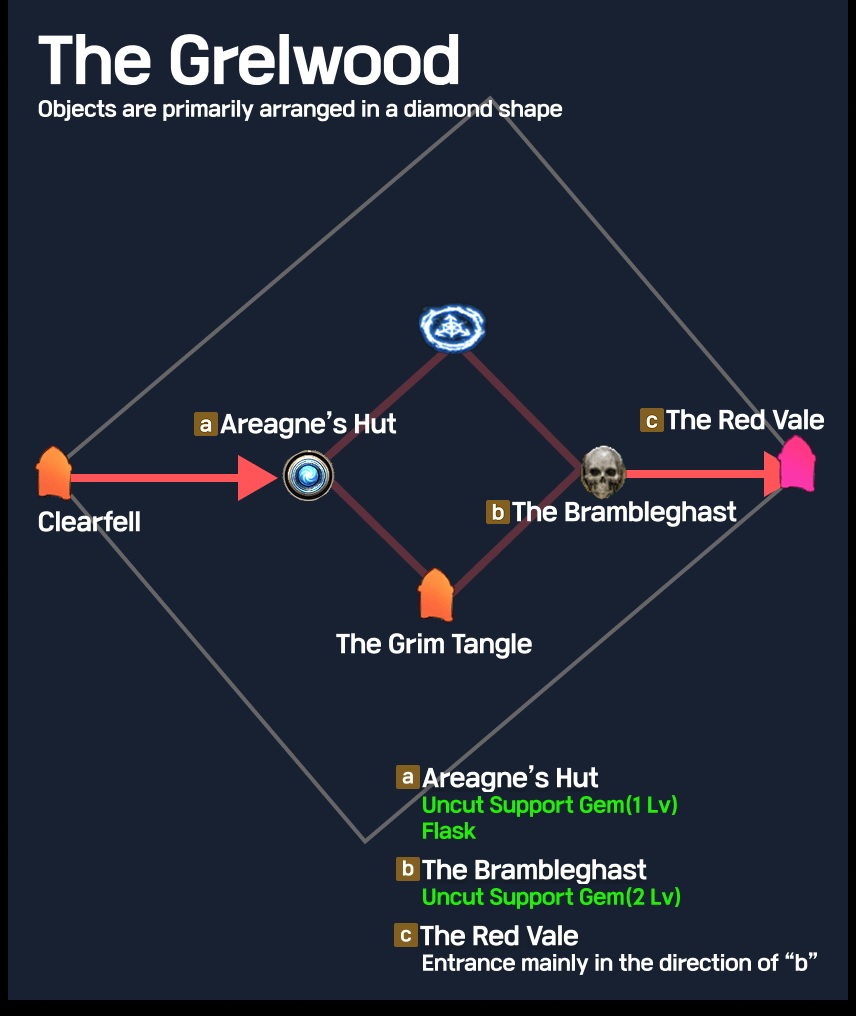 The Grelwood
Objects are primarily arranged in a diamond shape
a Areagne’s Hut
c The Red Vale
Clearfell
b The Brambleghast
The Grim Tangle
a Areagne’s Hut
Uncut Support Gem(1 Lv)
Flask
b The Brambleghast
Uncut Support Gem(2 Lv)
c The Red Vale
Entrance mainly in the direction of “b”